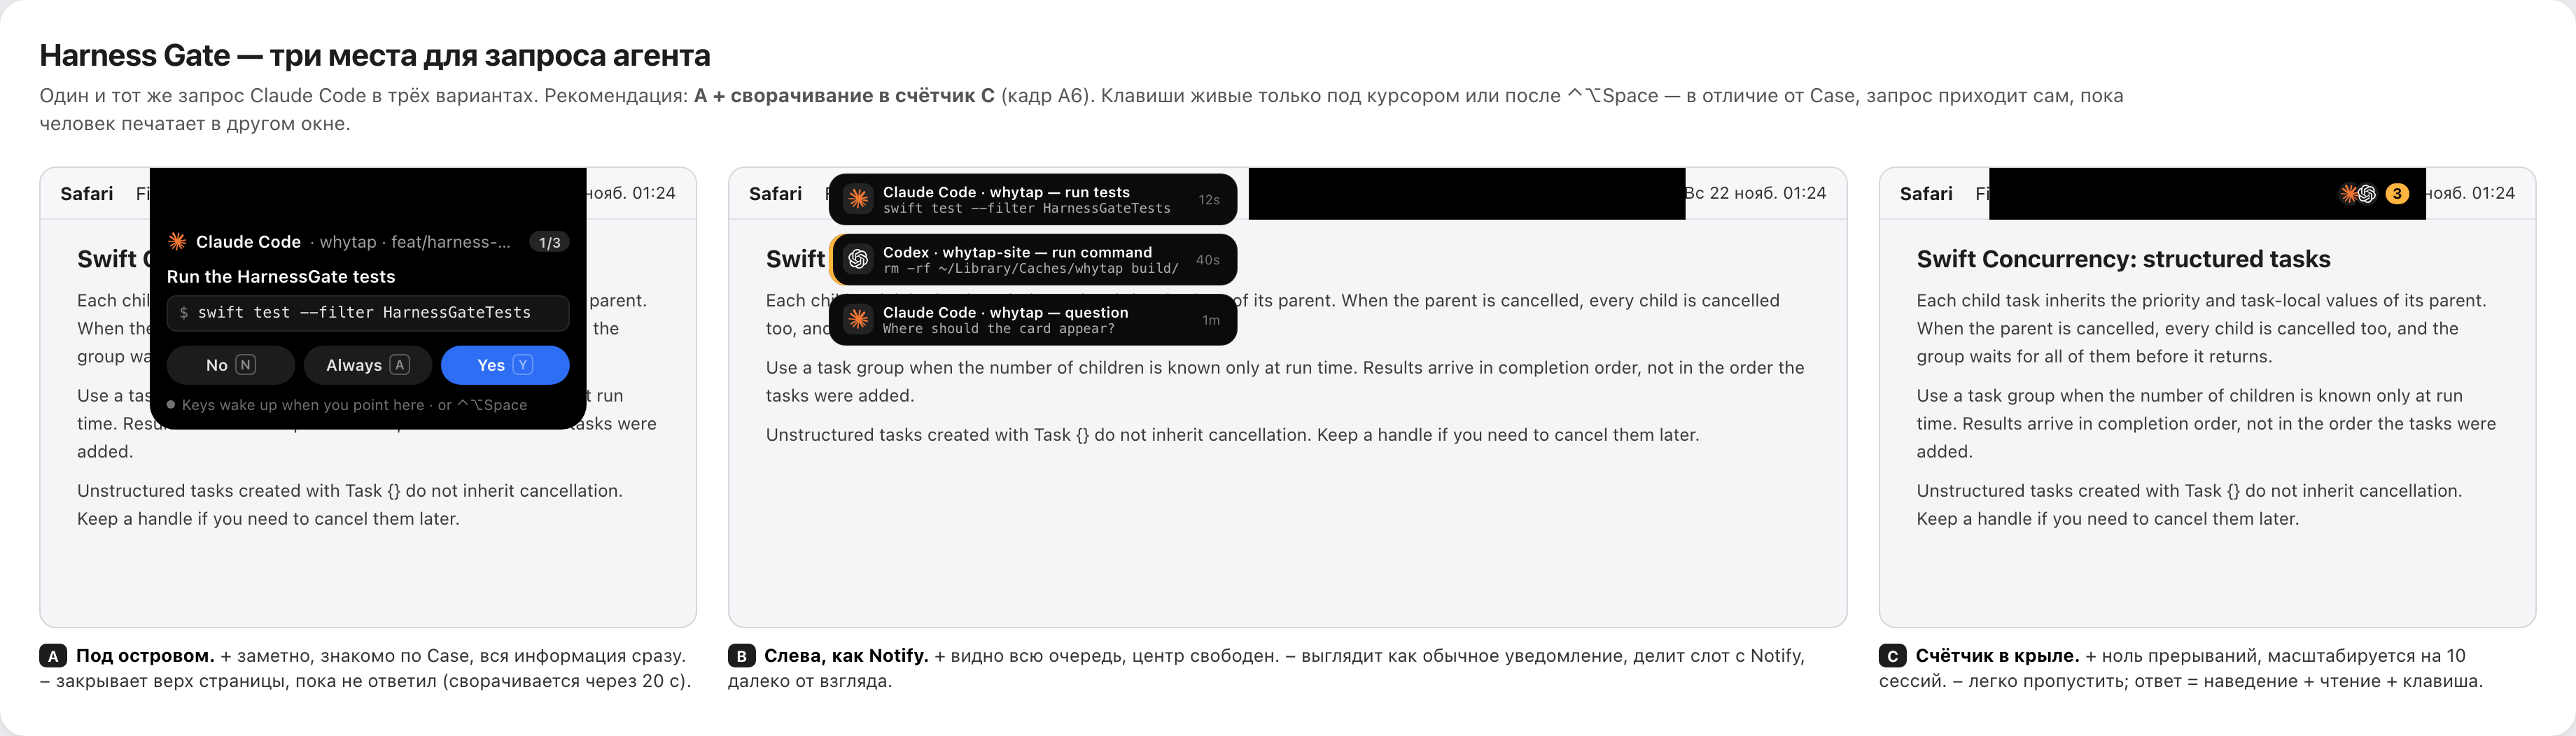 Harness Gate — три места для запроса агента
Один и тот же запрос Claude Code в трёх вариантах. Рекомендация: A + сворачивание в счётчик C (кадр A6). Клавиши живые только под курсором или после ⌃⌥Space — в отличие от Case, запрос приходит сам, пока
человек печатает в другом окне.
Safari Fi нояб. 01:24
Claude Code · whytap · feat/harness-... 1/3
Run the HarnessGate tests
$ swift test --filter HarnessGateTests
No N Always A Yes Y
Keys wake up when you point here · or ⌃⌥Space
Swift
Each chil parent.
When the the
group wa
Use a tas t run
time. Resu tasks were
added.
Unstructured tasks created with Task {} do not inherit cancellation.
Keep a handle if you need to cancel them later.
A Под островом. + заметно, знакомо по Case, вся информация сразу.
– закрывает верх страницы, пока не ответил (сворачивается через 20 с).
Safari Вс 22 нояб. 01:24
Claude Code · whytap — run tests
swift test --filter HarnessGateTests 12s
Codex · whytap-site — run command
rm -rf ~/Library/Caches/whytap build/ 40s
Claude Code · whytap — question
Where should the card appear? 1m
Swift
Each chi of its parent. When the parent is cancelled, every child is cancelled
too, and
Use a task group when the number of children is known only at run time. Results arrive in completion order, not in the order the
tasks were added.
Unstructured tasks created with Task {} do not inherit cancellation. Keep a handle if you need to cancel them later.
B Слева, как Notify. + видно всю очередь, центр свободен. – выглядит как обычное уведомление, делит слот с Notify,
далеко от взгляда.
Safari Fi 3 нояб. 01:24
Swift Concurrency: structured tasks
Each child task inherits the priority and task-local values of its parent.
When the parent is cancelled, every child is cancelled too, and the
group waits for all of them before it returns.
Use a task group when the number of children is known only at run
time. Results arrive in completion order, not in the order the tasks were
added.
Unstructured tasks created with Task {} do not inherit cancellation.
Keep a handle if you need to cancel them later.
C Счётчик в крыле. + ноль прерываний, масштабируется на 10
сессий. – легко пропустить; ответ = наведение + чтение + клавиша.